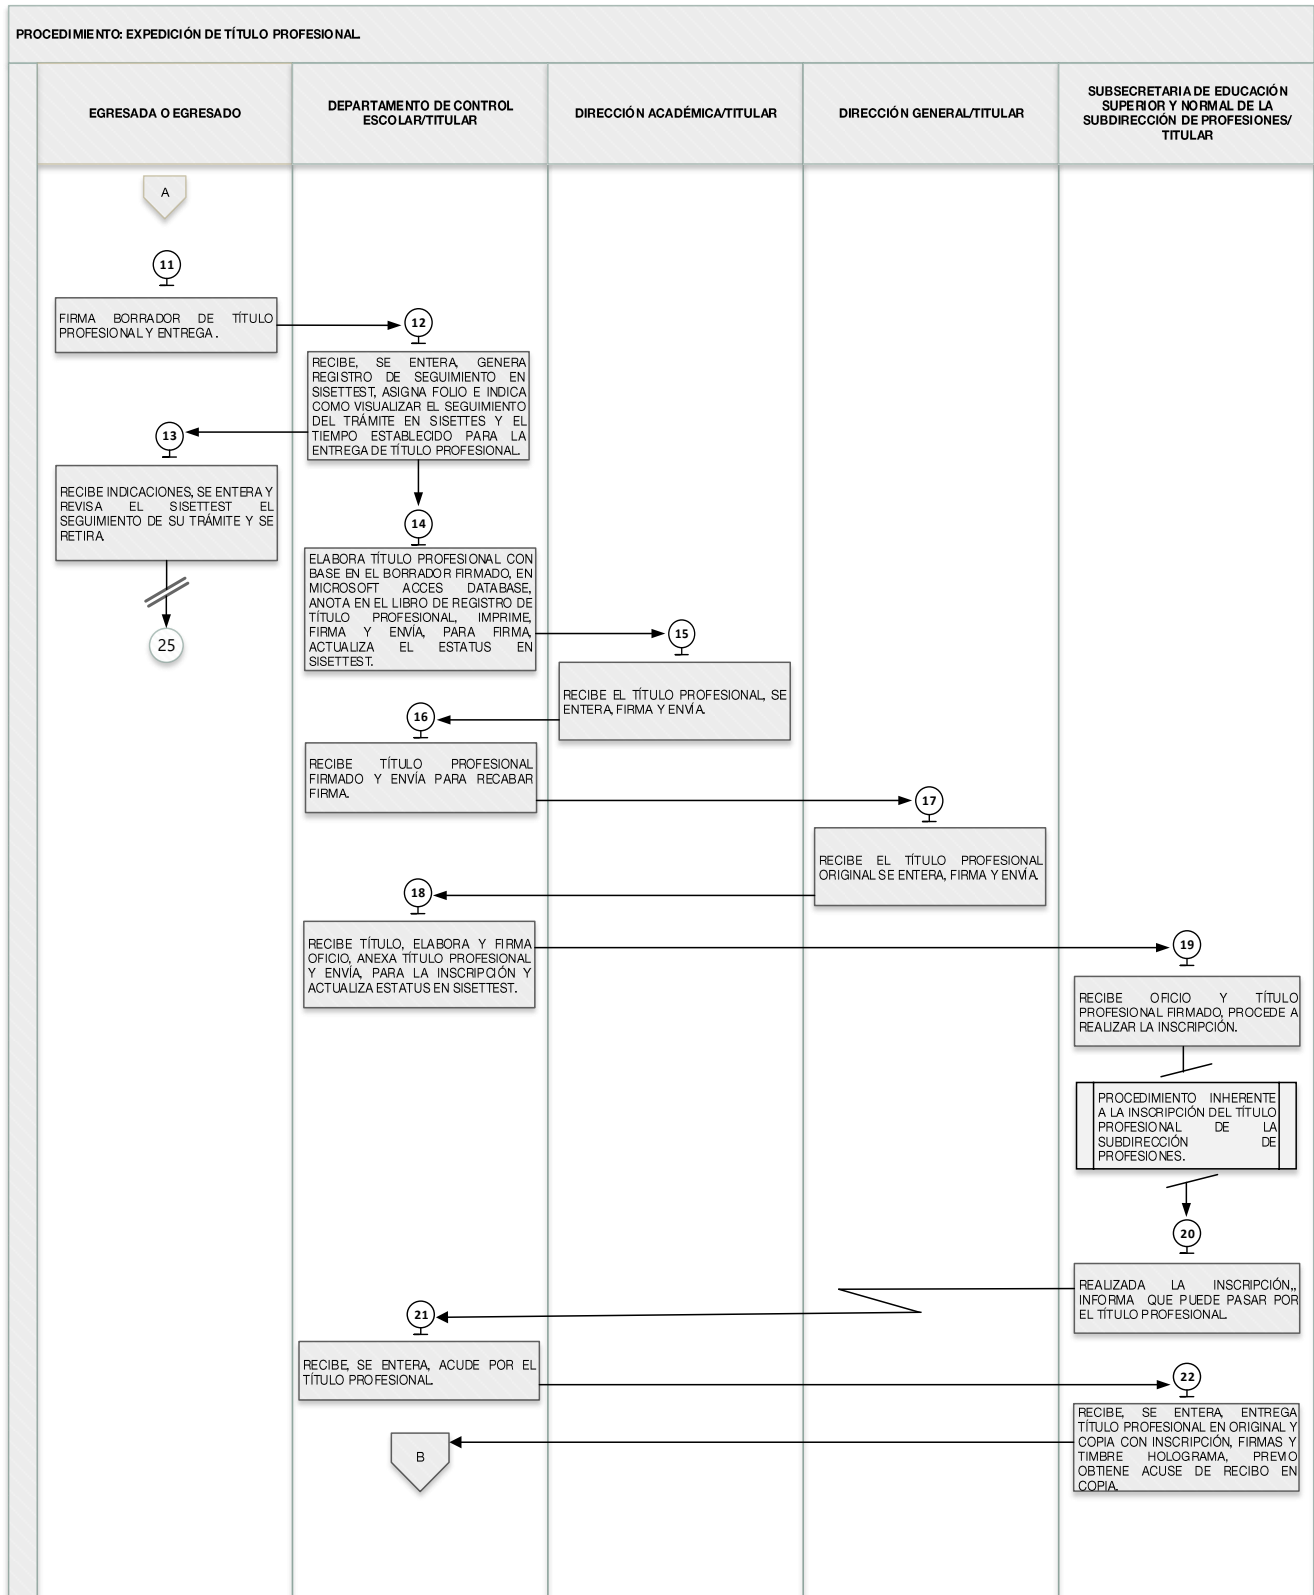 PROCEDIMIENTO: EXPEDICIÓN DE TÍTULO PROFESIONAL.
EGRESADA O EGRESADO
DEPARTAMENTO DE CONTROL
ESCOLAR/TITULAR
DIRECCIÓN ACADÉMICA/TITULAR
DIRECCIÓN GENERAL/TITULAR
SUBSECRETARIA DE EDUCACIÓN
SUPERIOR Y NORMAL DE LA
SUBDIRECCIÓN DE PROFESIONES/
TITULAR
A
11
FIRMA BORRADOR DE TÍTULO
PROFESIONAL Y ENTREGA.
12
RECIBE, SE ENTERA, GENERA
REGISTRO DE SEGUIMIENTO EN
SISETTEST, ASIGNA FOLIO E INDICA
COMO VISUALIZAR EL SEGUIMIENTO
DEL TRÁMITE EN SISETTES Y EL
TIEMPO ESTABLECIDO PARA LA
ENTREGA DE TÍTULO PROFESIONAL.
13
RECIBE INDICACIONES, SE ENTERA Y
REVISA EL SISETTEST EL
SEGUIMIENTO DE SU TRÁMITE Y SE
RETIRA.
25
14
ELABORA TÍTULO PROFESIONAL CON
BASE EN EL BORRADOR FIRMADO, EN
MICROSOFT ACCES DATABASE,
ANOTA EN EL LIBRO DE REGISTRO DE
TÍTULO PROFESIONAL, IMPRIME,
FIRMA Y ENVÍA, PARA FIRMA,
ACTUALIZA EL ESTATUS EN
SISETTEST.
15
RECIBE EL TÍTULO PROFESIONAL, SE
ENTERA, FIRMA Y ENVÍA.
16
RECIBE TÍTULO PROFESIONAL
FIRMADO Y ENVÍA PARA RECABAR
FIRMA.
17
RECIBE EL TÍTULO PROFESIONAL
ORIGINAL SE ENTERA, FIRMA Y ENVÍA.
18
RECIBE TÍTULO, ELABORA Y FIRMA
OFICIO, ANEXA TÍTULO PROFESIONAL
Y ENVÍA, PARA LA INSCRIPCIÓN Y
ACTUALIZA ESTATUS EN SISETTEST.
19
RECIBE OFICIO Y TÍTULO
PROFESIONAL FIRMADO, PROCEDE A
REALIZAR LA INSCRIPCIÓN.
PROCEDIMIENTO INHERENTE
A LA INSCRIPCIÓN DEL TÍTULO
PROFESIONAL DE LA
SUBDIRECCIÓN DE
PROFESIONES.
20
REALIZADA LA INSCRIPCIÓN,,
INFORMA QUE PUEDE PASAR POR
EL TÍTULO PROFESIONAL.
21
RECIBE, SE ENTERA, ACUDE POR EL
TÍTULO PROFESIONAL.
22
RECIBE, SE ENTERA, ENTREGA
TÍTULO PROFESIONAL EN ORIGINAL Y
COPIA CON INSCRIPCIÓN, FIRMAS Y
TIMBRE HOLOGRAMA, PREVIO
OBTIENE ACUSE DE RECIBO EN
COPIA.
B